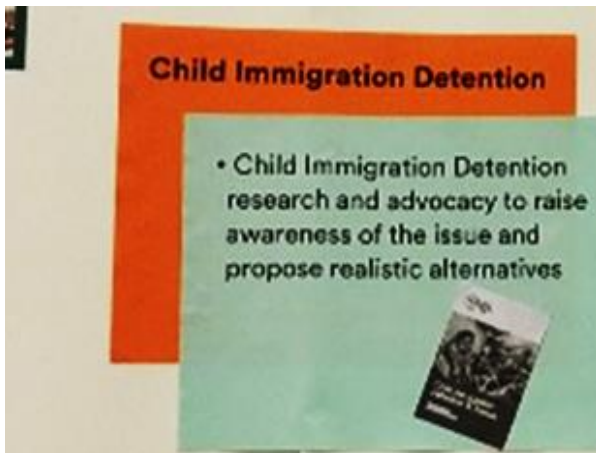 Child Immigration Detention
• Child Immigration Detention
research and advocacy to raise
awareness of the issue and
propose realistic alternatives